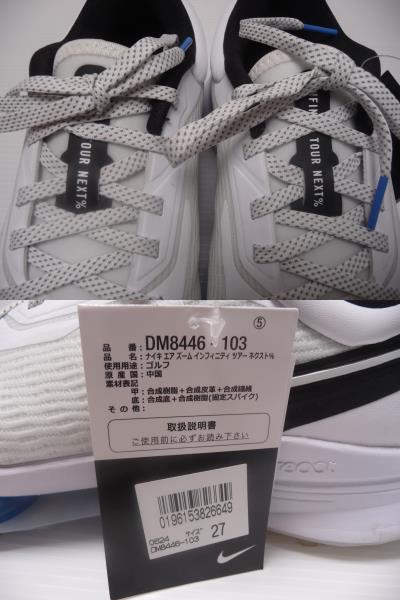 TOUR NEXT%
INFIN
TOUR NEXT%
⑤
品 番: DM8446 - 103
品 名: ナイキ エア ズーム インフィニティ ツアー ネクスト%
使用用途: ゴルフ
原 産 国: 中国
素材表記
甲: 合成樹脂+合成皮革+合成繊維
底: 合成底+合成樹脂(固定スパイク)
そ の 他:
取扱説明書
ご使用前に必ずお読み下さい
0196153826649
0624 サイズ 27
DM8446-103
react